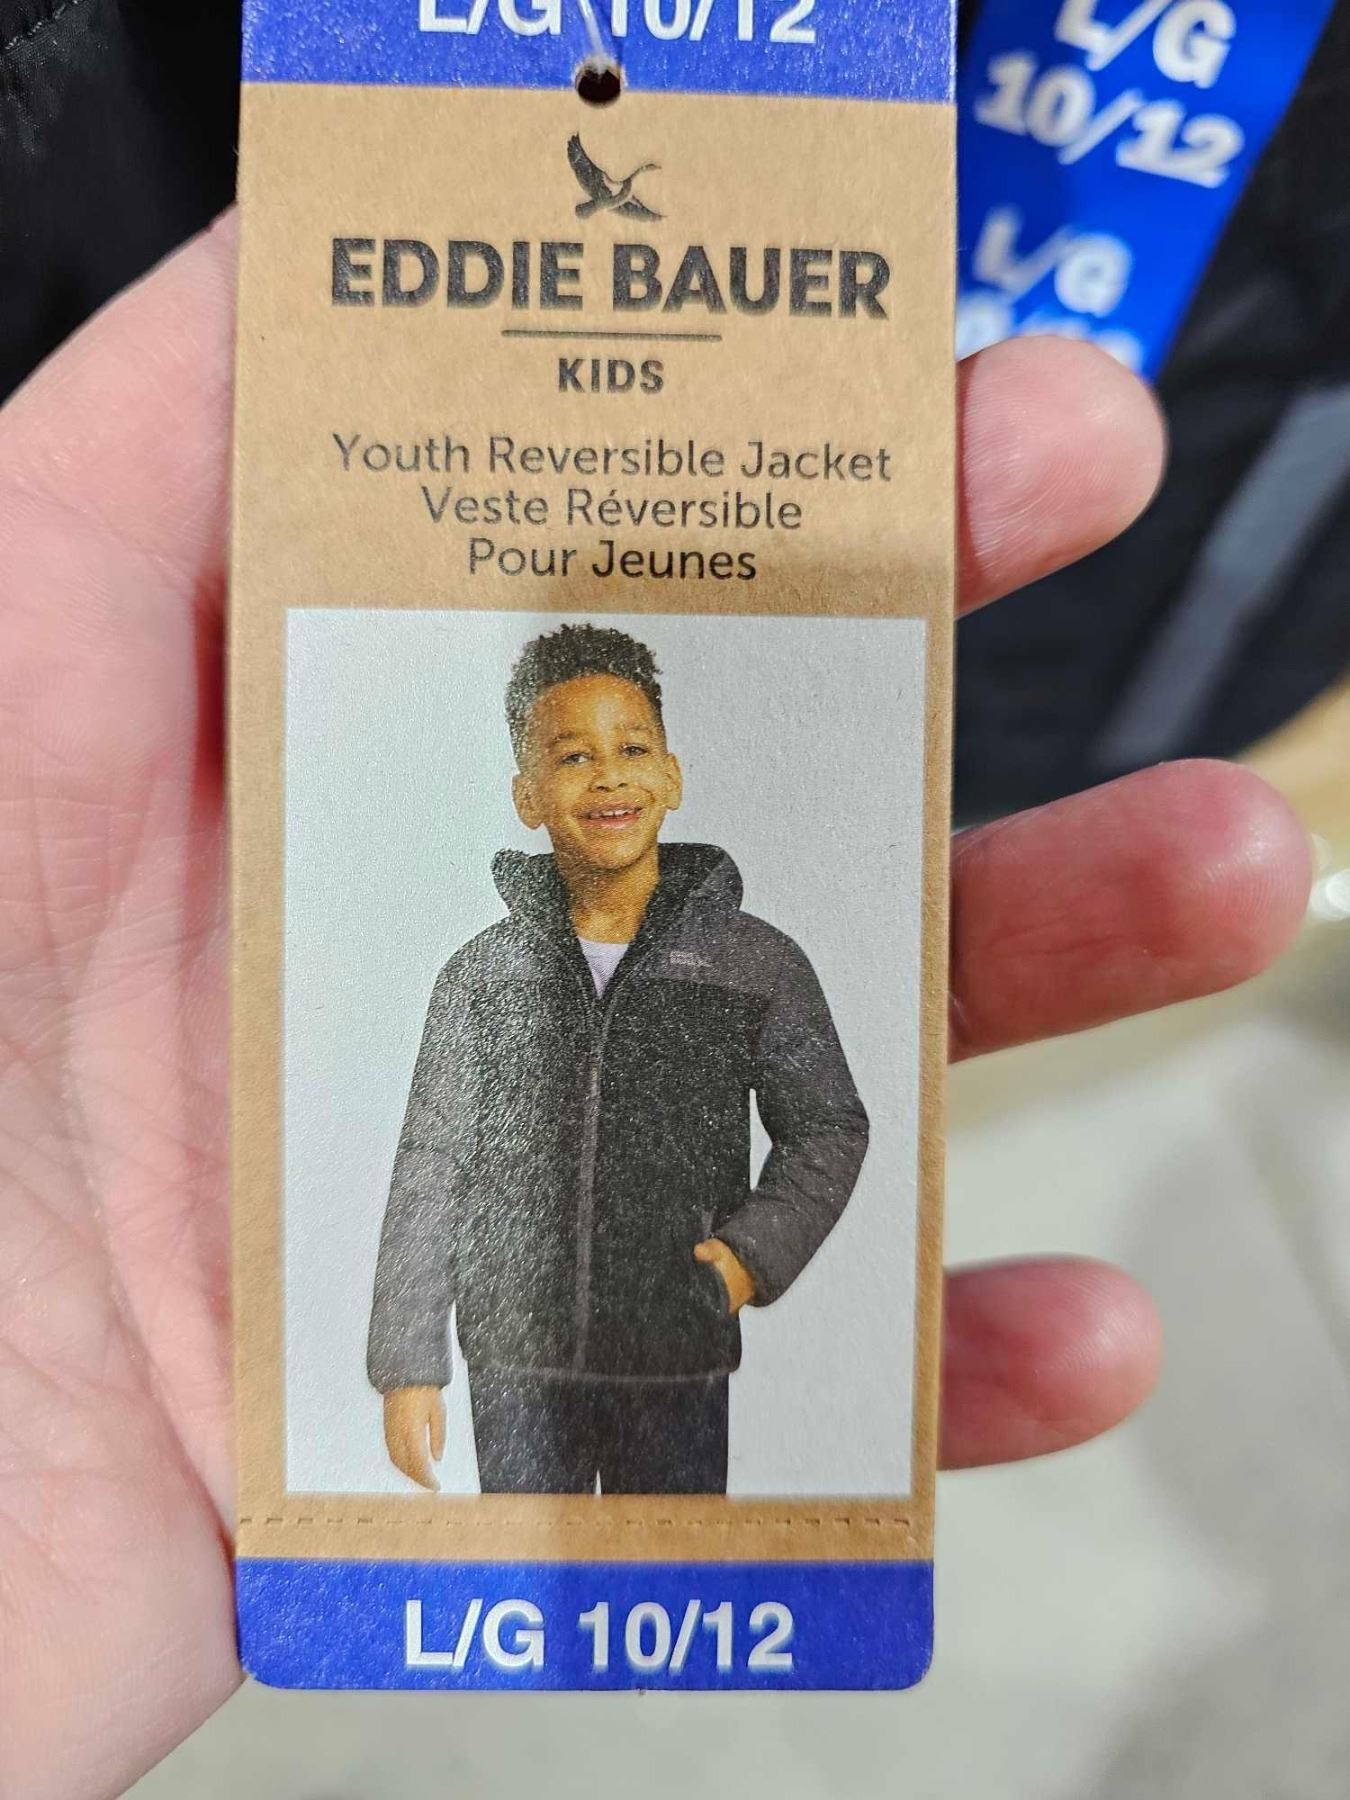 L/G 10/12
L/G
10/12
L/G
EDDIE BAUER
KIDS
Youth Reversible Jacket
Veste Réversible
Pour Jeunes
L/G 10/12